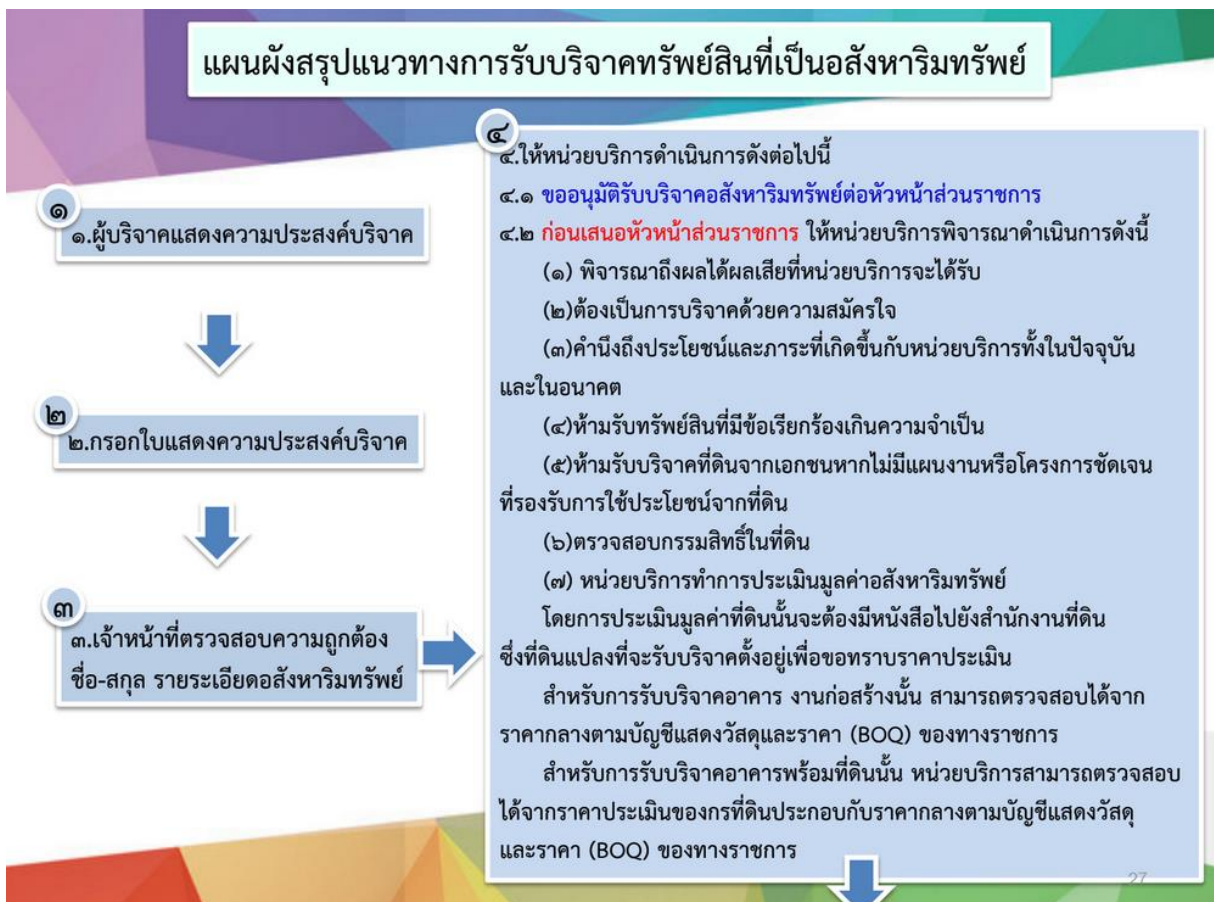 แผนผังสรุปแนวทางการรับบริจาคทรัพย์สินที่เป็นอสังหาริมทรัพย์
๑
๑.ผู้บริจาคแสดงความประสงค์บริจาค
๒
๒.กรอกใบแสดงความประสงค์บริจาค
๓
๓.เจ้าหน้าที่ตรวจสอบความถูกต้อง
ชื่อ-สกุล รายระเอียดอสังหาริมทรัพย์
๔
๔.ให้หน่วยบริการดำเนินการดังต่อไปนี้
๔.๑ ขออนุมัติรับบริจาคอสังหาริมทรัพย์ต่อหัวหน้าส่วนราชการ
๔.๒ ก่อนเสนอหัวหน้าส่วนราชการ ให้หน่วยบริการพิจารณาดำเนินการดังนี้
(๑) พิจารณาถึงผลได้ผลเสียที่หน่วยบริการจะได้รับ
(๒)ต้องเป็นการบริจาคด้วยความสมัครใจ
(๓)คำนึงถึงประโยชน์และภาระที่เกิดขึ้นกับหน่วยบริการทั้งในปัจจุบัน
และในอนาคต
(๔)ห้ามรับทรัพย์สินที่มีข้อเรียกร้องเกินความจำเป็น
(๕)ห้ามรับบริจาคที่ดินจากเอกชนหากไม่มีแผนงานหรือโครงการชัดเจน
ที่รองรับการใช้ประโยชน์จากที่ดิน
(๖)ตรวจสอบกรรมสิทธิ์ในที่ดิน
(๗) หน่วยบริการทำการประเมินมูลค่าอสังหาริมทรัพย์
โดยการประเมินมูลค่าที่ดินนั้นจะต้องมีหนังสือไปยังสำนักงานที่ดิน
ซึ่งที่ดินแปลงที่จะรับบริจาคตั้งอยู่เพื่อขอทราบราคาประเมิน
สำหรับการรับบริจาคอาคาร งานก่อสร้างนั้น สามารถตรวจสอบได้จาก
ราคากลางตามบัญชีแสดงวัสดุและราคา (BOQ) ของทางราชการ
สำหรับการรับบริจาคอาคารพร้อมที่ดินนั้น หน่วยบริการสามารถตรวจสอบ
ได้จากราคาประเมินของกรที่ดินประกอบกับราคากลางตามบัญชีแสดงวัสดุ
และราคา (BOQ) ของทางราชการ
27